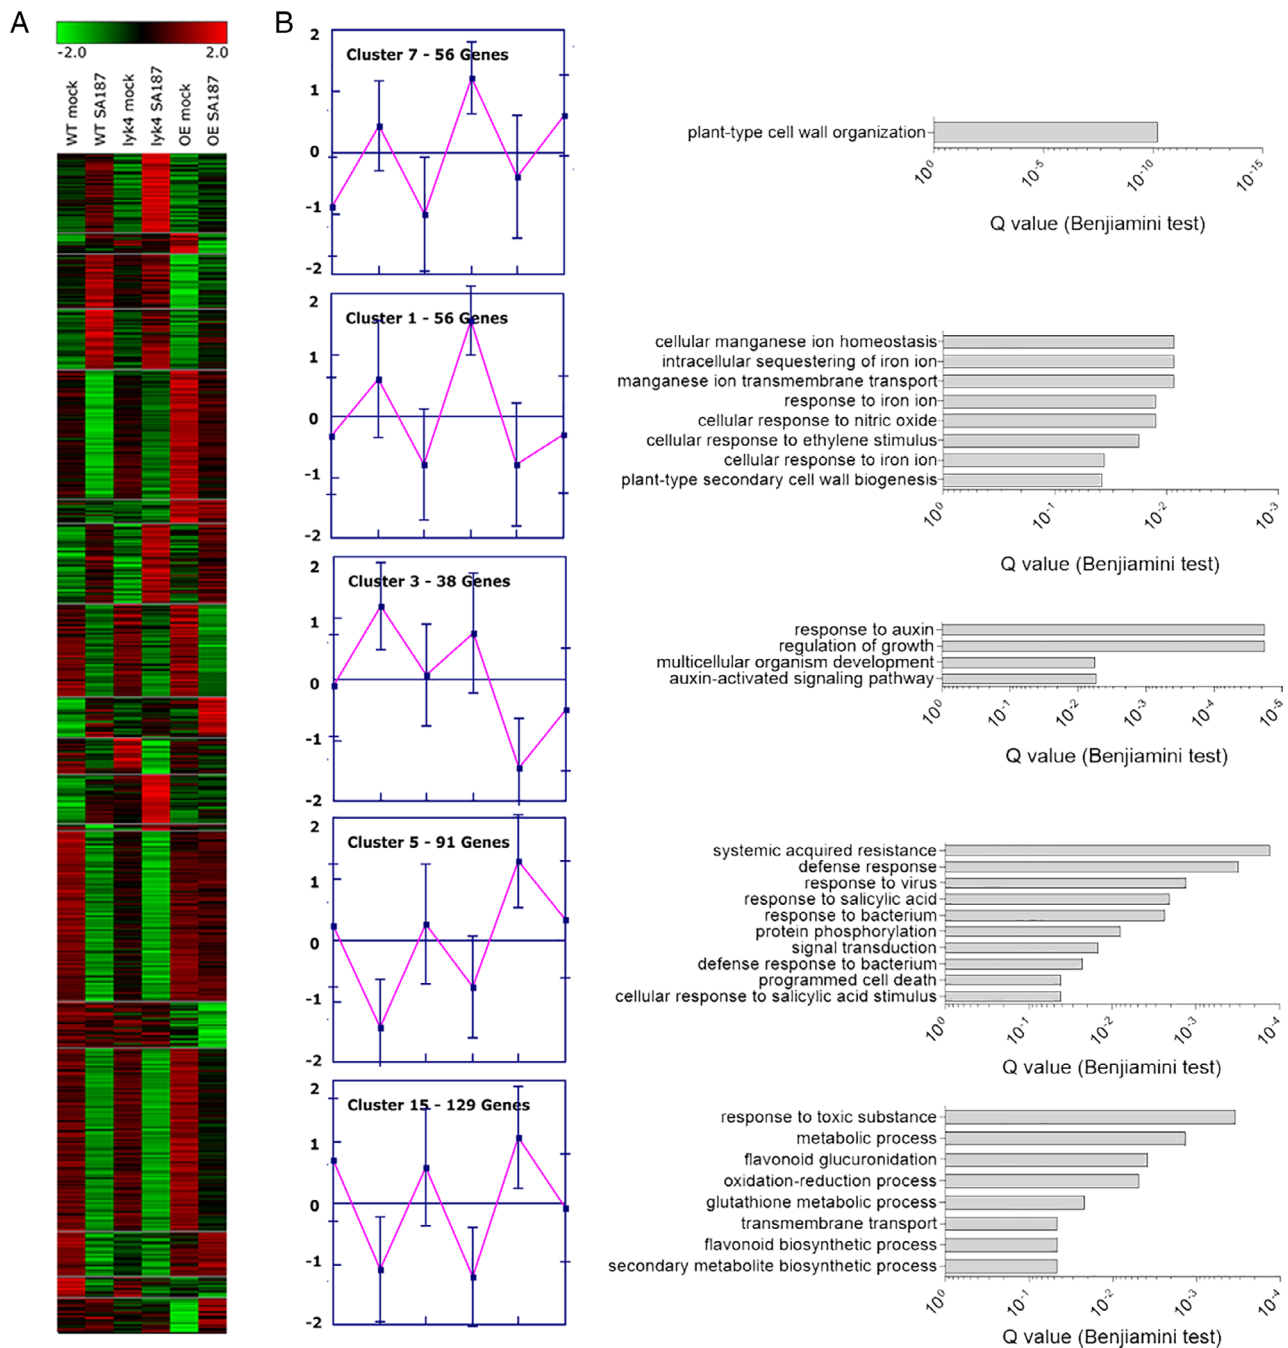 A
B
-2.0
2.0
WT mock
WT SA187
lyk4 mock
lyk4 SA187
OE mock
OE SA187
Cluster 7 - 56 Genes
2
1
0
-1
-2
plant-type cell wall organization
10^0
10^-5
10^-10
10^-15
Q value (Benjiamini test)
Cluster 1 - 56 Genes
2
1
0
-1
-2
cellular manganese ion homeostasis
intracellular sequestering of iron ion
manganese ion transmembrane transport
response to iron ion
cellular response to nitric oxide
cellular response to ethylene stimulus
cellular response to iron ion
plant-type secondary cell wall biogenesis
10^0
10^-1
10^-2
10^-3
Q value (Benjiamini test)
Cluster 3 - 38 Genes
2
1
0
-1
-2
response to auxin
regulation of growth
multicellular organism development
auxin-activated signaling pathway
10^0
10^-1
10^-2
10^-3
10^-4
10^-5
Q value (Benjiamini test)
Cluster 5 - 91 Genes
2
1
0
-1
-2
systemic acquired resistance
defense response
response to virus
response to salicylic acid
response to bacterium
protein phosphorylation
signal transduction
defense response to bacterium
programmed cell death
cellular response to salicylic acid stimulus
10^0
10^-1
10^-2
10^-3
10^-4
Q value (Benjiamini test)
Cluster 15 - 129 Genes
2
1
0
-1
-2
response to toxic substance
metabolic process
flavonoid glucuronidation
oxidation-reduction process
glutathione metabolic process
transmembrane transport
flavonoid biosynthetic process
secondary metabolite biosynthetic process
10^0
10^-1
10^-2
10^-3
10^-4
Q value (Benjiamini test)